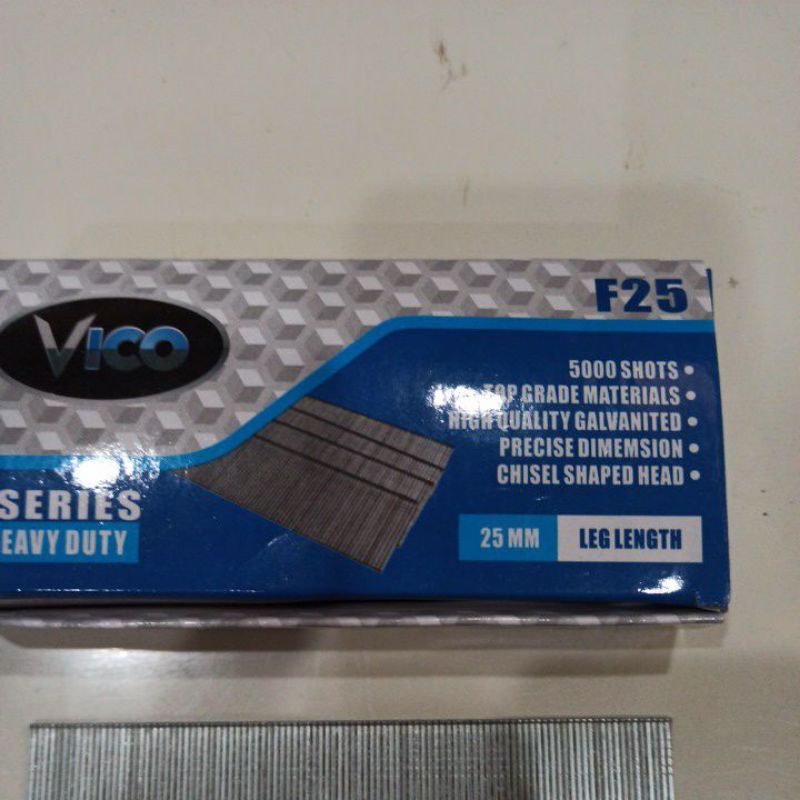 F25
VICO
5000 SHOTS •
TOP GRADE MATERIALS •
HIGH QUALITY GALVANITED •
PRECISE DIMEMSION •
CHISEL SHAPED HEAD •
SERIES
EAVY DUTY
25 MM LEG LENGTH